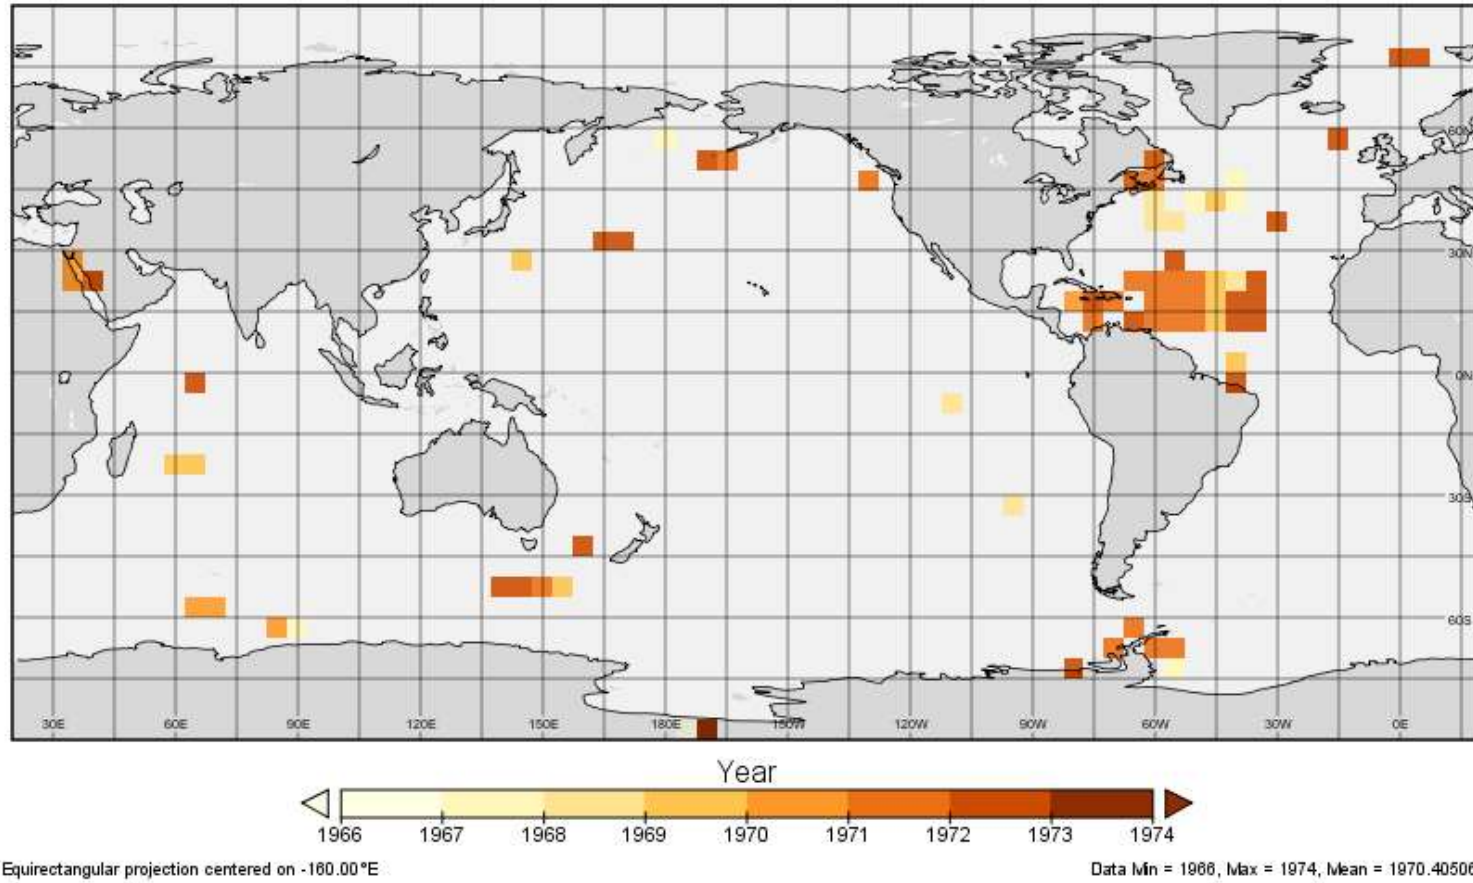 60N
30N
0N
30S
60S
30E 60E 90E 120E 150E 180E 150W 120W 90W 60W 30W 0E
Year
1966 1967 1968 1969 1970 1971 1972 1973 1974
Equirectangular projection centered on -160.00°E
Data Min = 1966, Max = 1974, Mean = 1970.40506